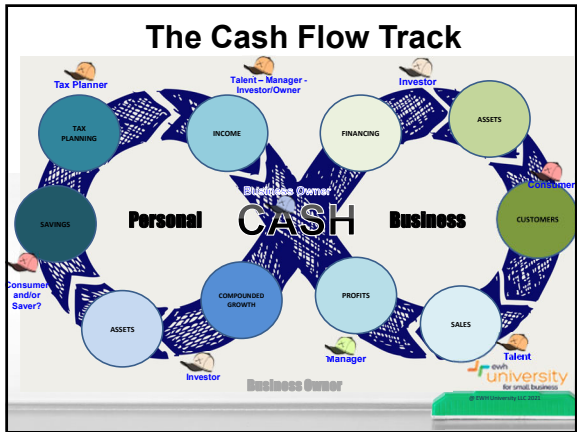 The Cash Flow Track
Tax Planner
Talent – Manager -
Investor/Owner
Investor
TAX
PLANNING
INCOME
FINANCING
ASSETS
Consumer
Business Owner
Personal
CASH
Business
SAVINGS
CUSTOMERS
Consumer
and/or
Saver?
ASSETS
COMPOUNDED
GROWTH
PROFITS
SALES
Investor
Manager
Talent
Business Owner
ewh
university
for small business
@ EWH University LLC 2021